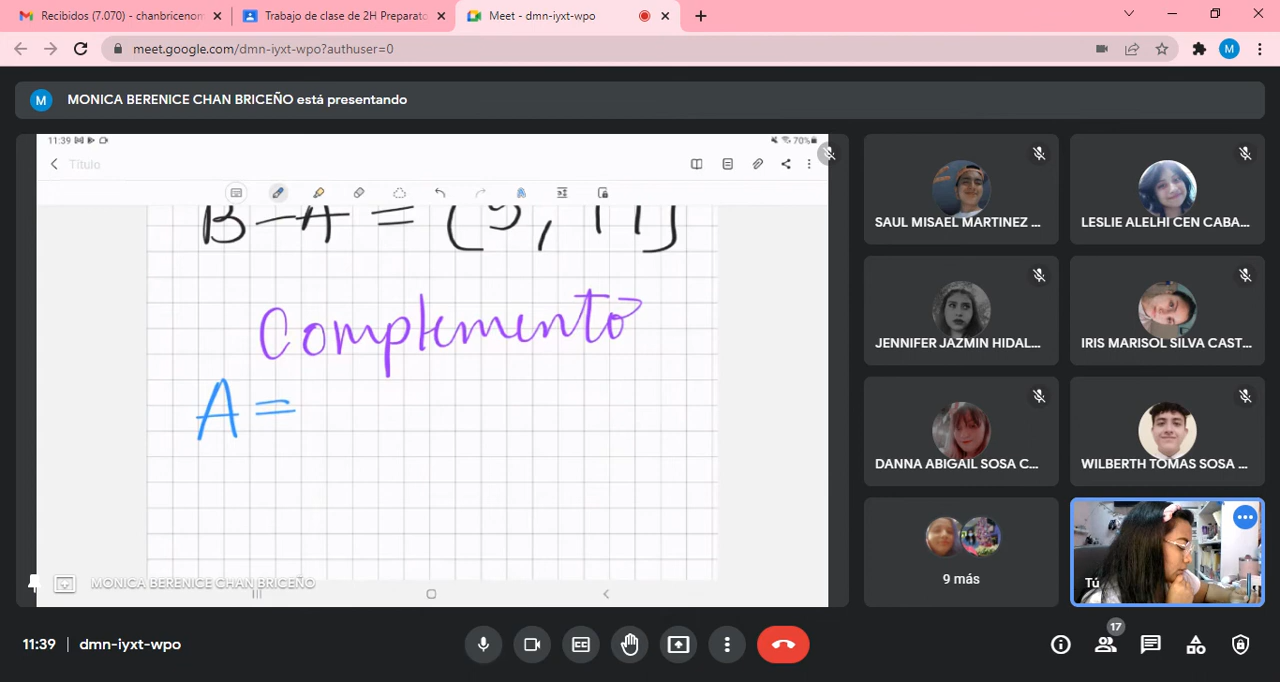 Recibidos (7.070) - chanbricenom
Trabajo de clase de 2H Preparato
Meet - dmn-iyxt-wpo
meet.google.com/dmn-iyxt-wpo?authuser=0
M
M
MONICA BERENICE CHAN BRICEÑO está presentando
11:39
70%
Título
B-A = (9, 11]
Complemento
A =
MONICA BERENICE CHAN BRICEÑO
SAUL MISAEL MARTINEZ ...
LESLIE ALELHI CEN CABA...
JENNIFER JAZMIN HIDAL...
IRIS MARISOL SILVA CAST...
DANNA ABIGAIL SOSA C...
WILBERTH TOMAS SOSA ...
9 más
Tú
11:39 | dmn-iyxt-wpo
17